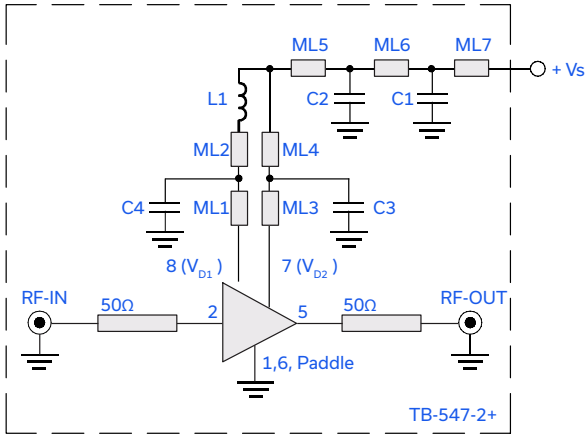 ML5 ML6 ML7
+ Vs
L1 C2 C1
ML2 ML4
C4 ML1 ML3 C3
8 (VD1) 7 (VD2)
RF-IN RF-OUT
50Ω 2 5 50Ω
1,6, Paddle
TB-547-2+